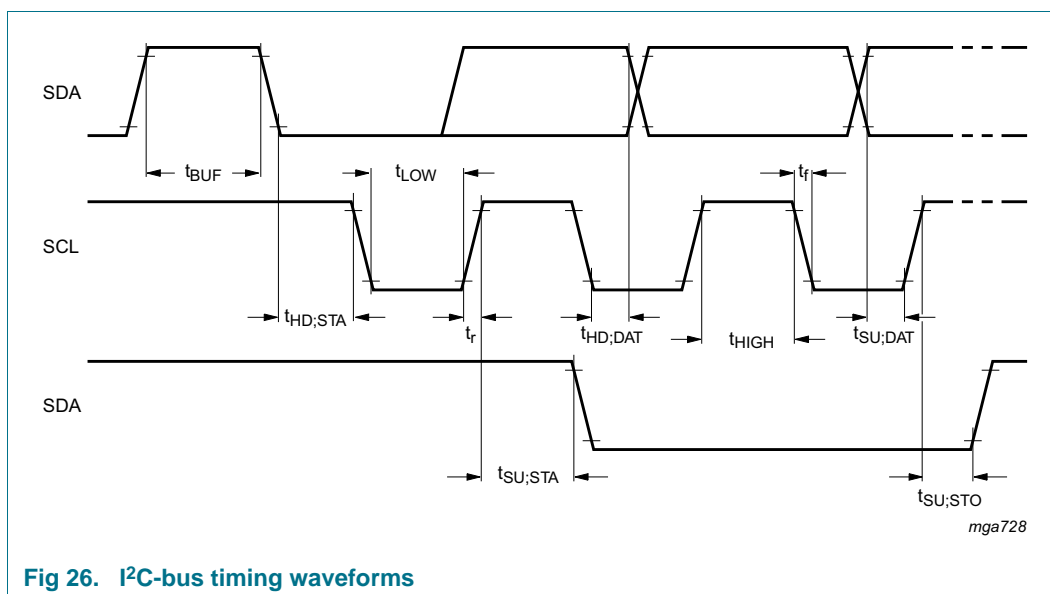 SDA
tBUF tLOW tf
SCL
tHD;STA tr tHD;DAT tHIGH tSU;DAT
SDA
tSU;STA tSU;STO
mga728
Fig 26. I²C-bus timing waveforms